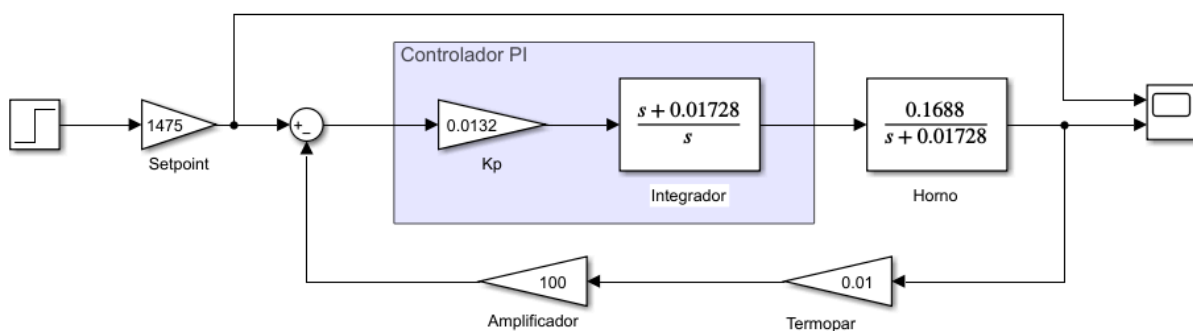 Controlador PI
1475
Setpoint
+
−
0.0132
Kp
s + 0.01728
s
Integrador
0.1688
s + 0.01728
Horno
100
Amplificador
0.01
Termopar